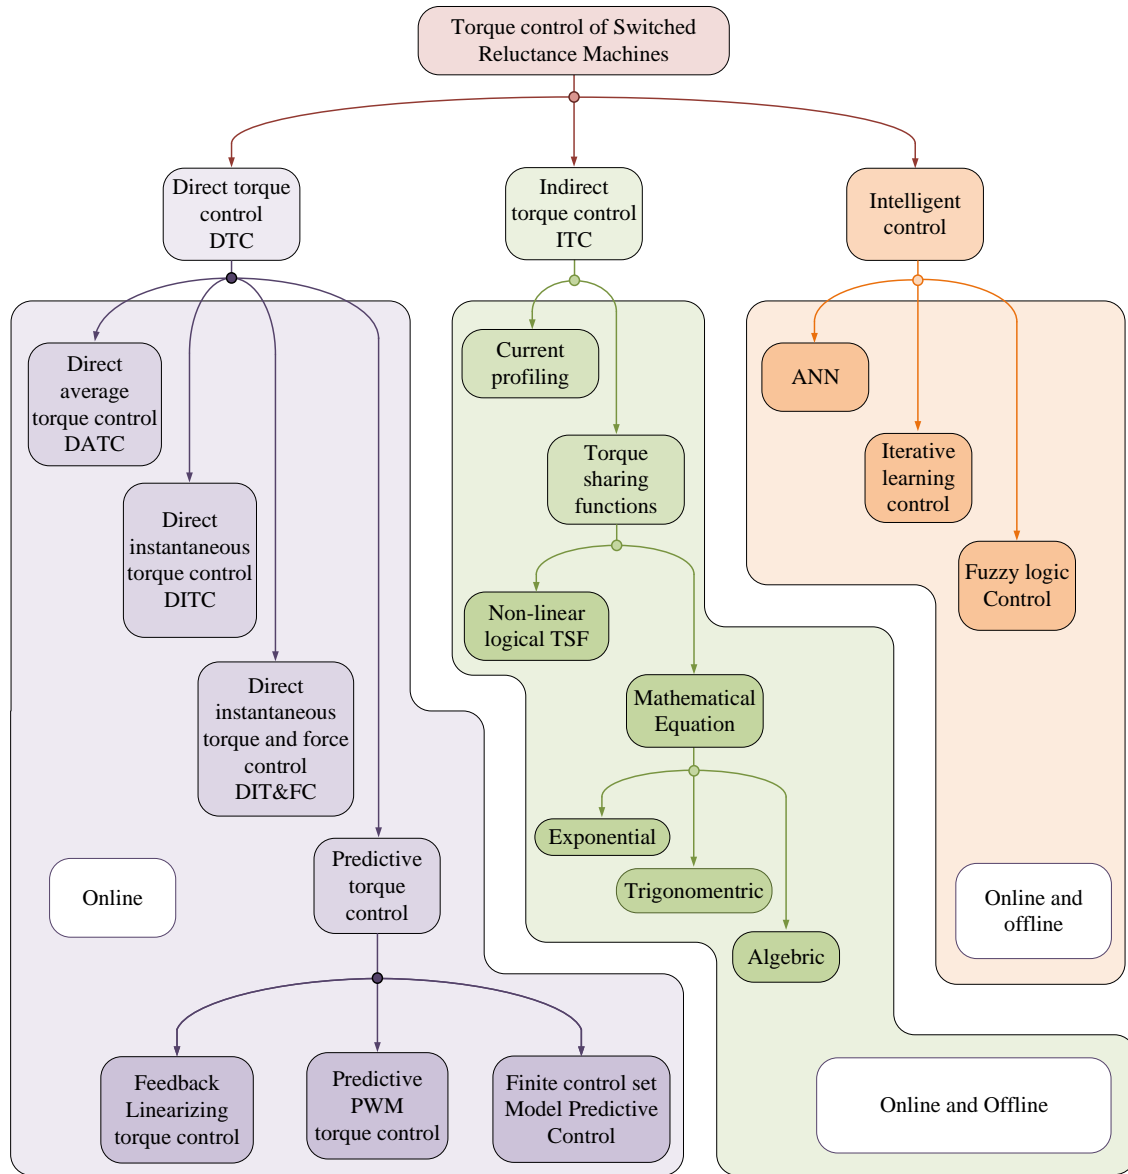 Torque control of Switched
Reluctance Machines
Direct torque
control
DTC
Indirect
torque control
ITC
Intelligent
control
Direct
average
torque control
DATC
Direct
instantaneous
torque control
DITC
Direct
instantaneous
torque and force
control
DIT&FC
Predictive
torque
control
Online
Feedback
Linearizing
torque control
Predictive
PWM
torque control
Finite control set
Model Predictive
Control
Current
profiling
Torque
sharing
functions
Non-linear
logical TSF
Mathematical
Equation
Exponential
Trigonomentric
Algebric
Online and Offline
ANN
Iterative
learning
control
Fuzzy logic
Control
Online and
offline